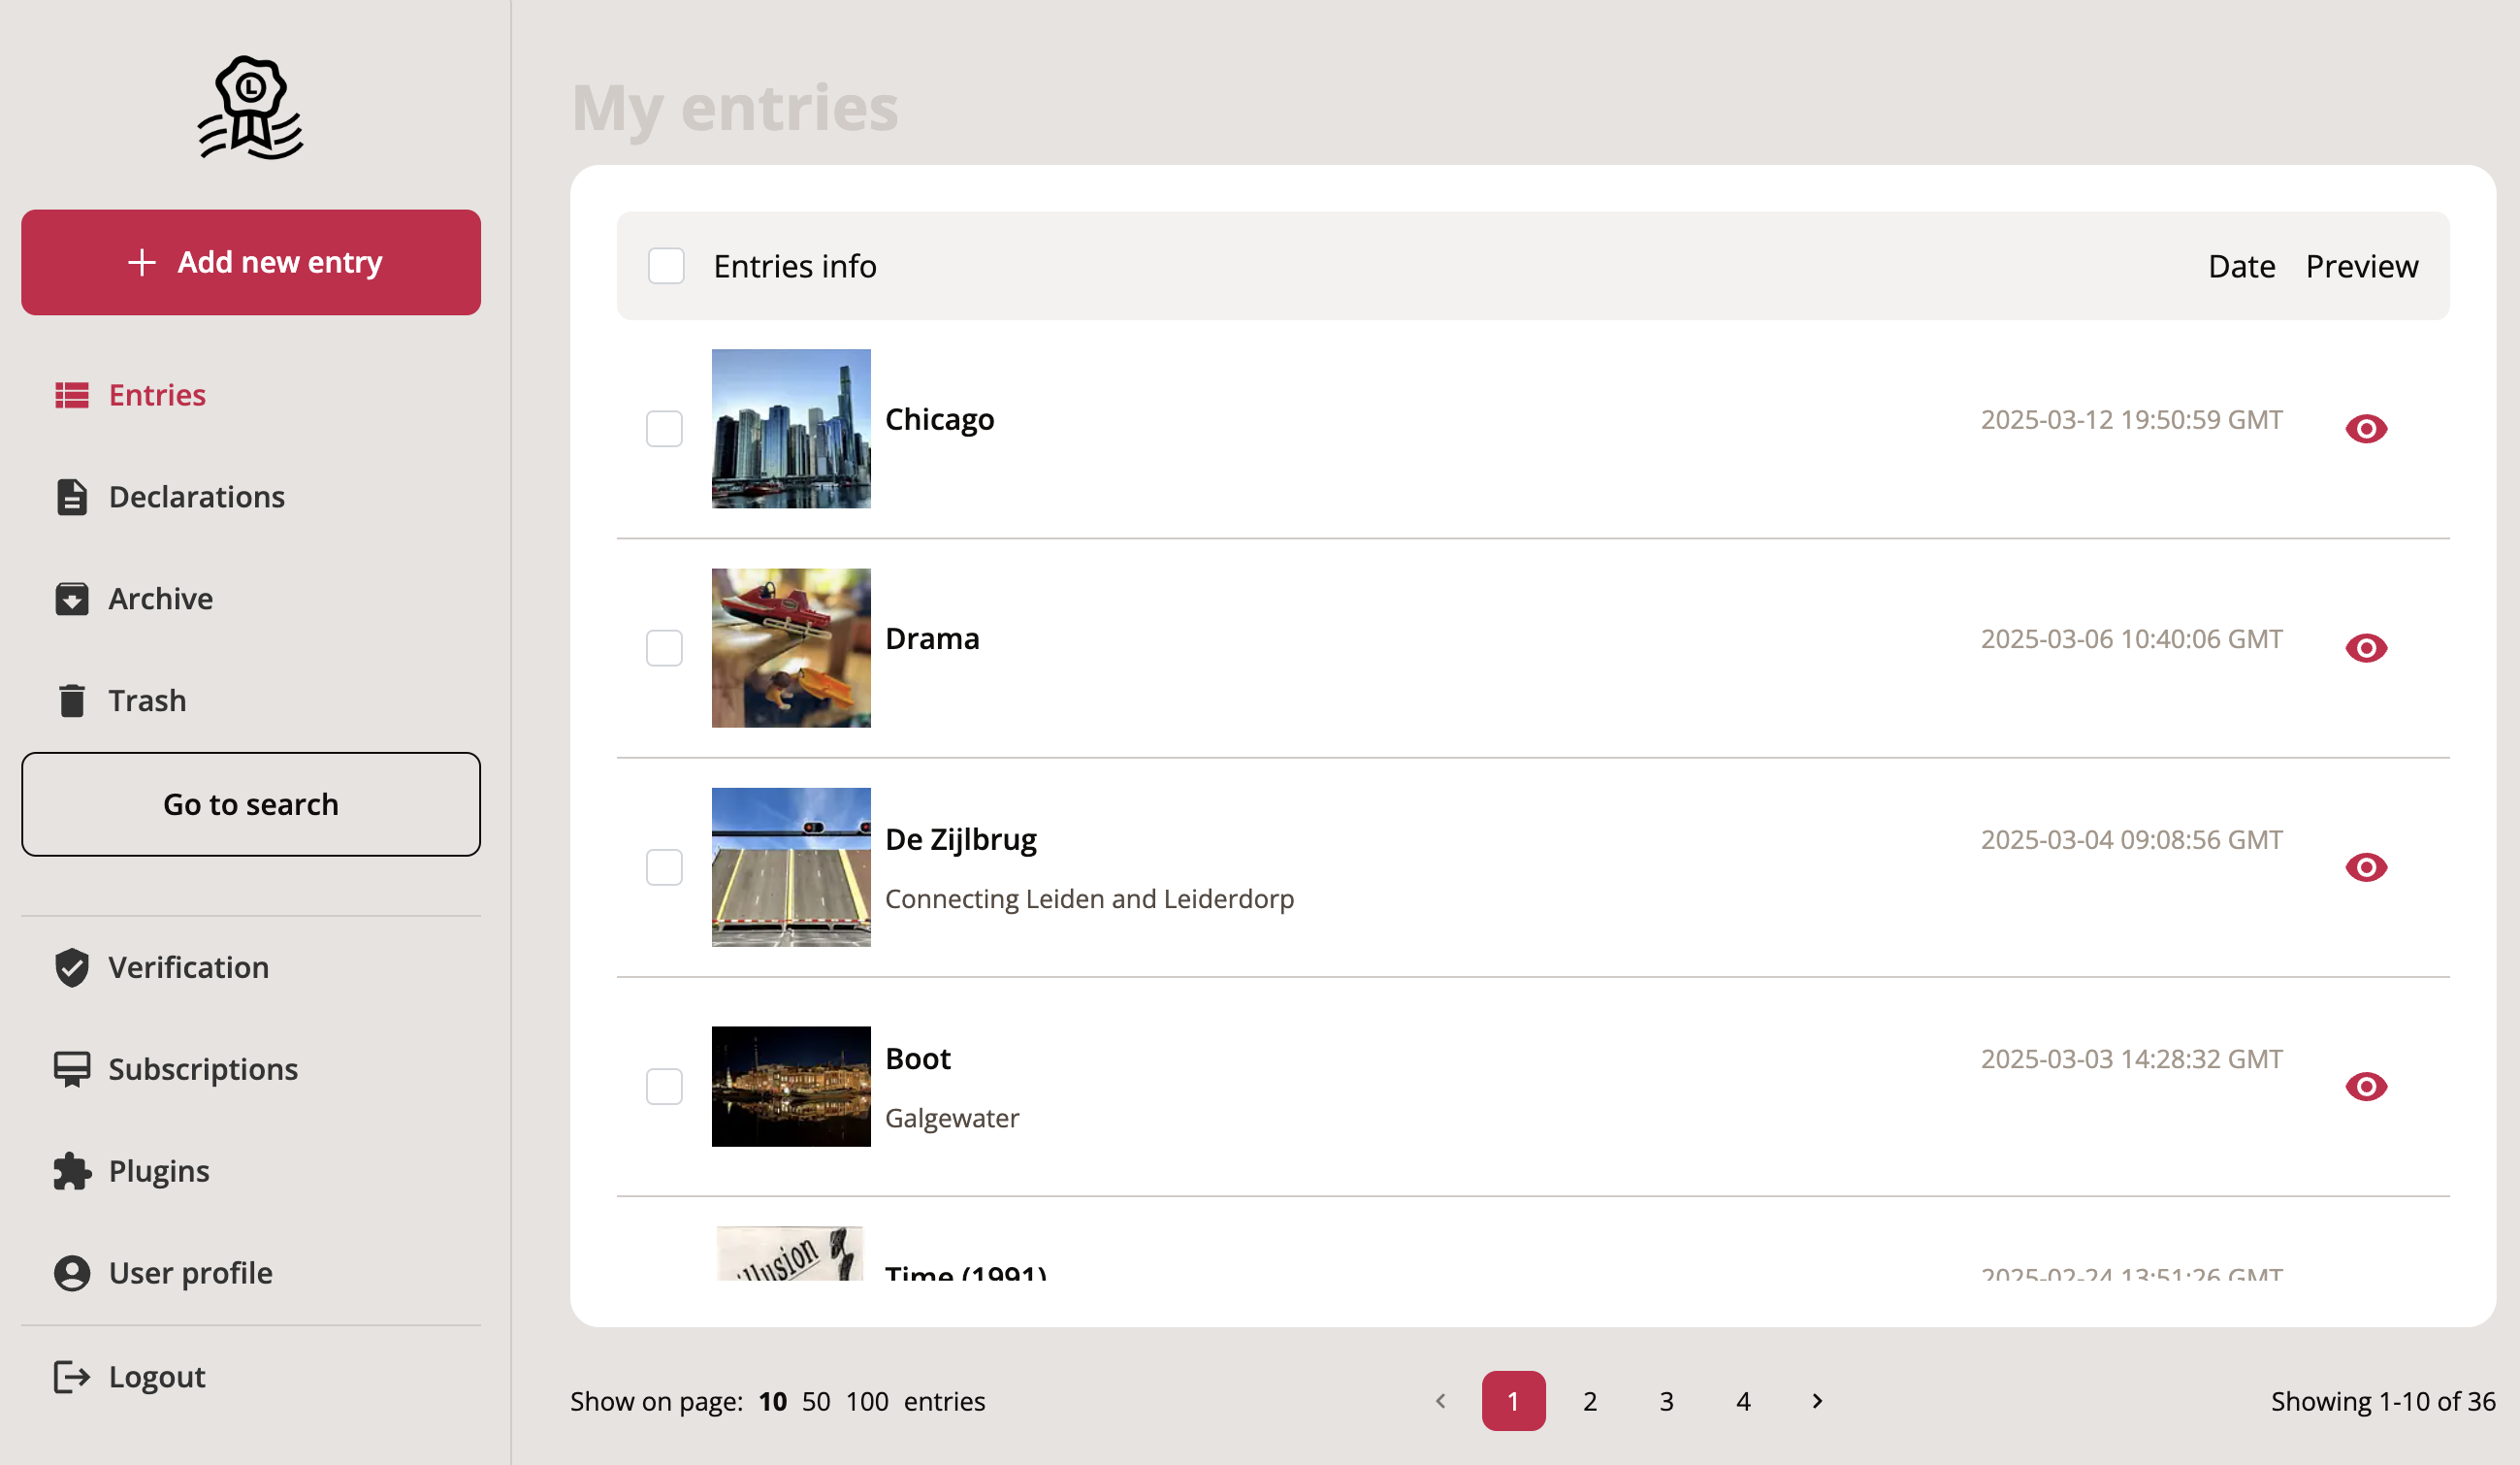 L
Add new entry
Entries
Declarations
Archive
Trash
Go to search
Verification
Subscriptions
Plugins
User profile
Logout
My entries
Entries info Date Preview
Chicago 2025-03-12 19:50:59 GMT
Drama 2025-03-06 10:40:06 GMT
De Zijlbrug 2025-03-04 09:08:56 GMT
Connecting Leiden and Leiderdorp
Boot 2025-03-03 14:28:32 GMT
Galgewater
illusion
Time (1991) 2025-02-24 13:51:26 GMT
Show on page: 10 50 100 entries
1 2 3 4
Showing 1-10 of 36